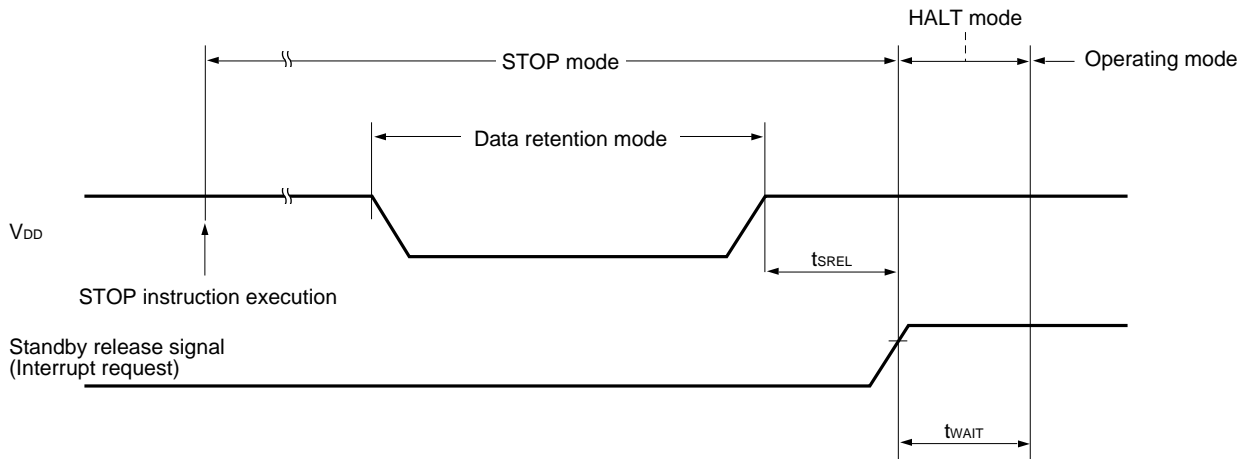 HALT mode
STOP mode
Operating mode
Data retention mode
VDD
tSREL
STOP instruction execution
Standby release signal
(Interrupt request)
tWAIT